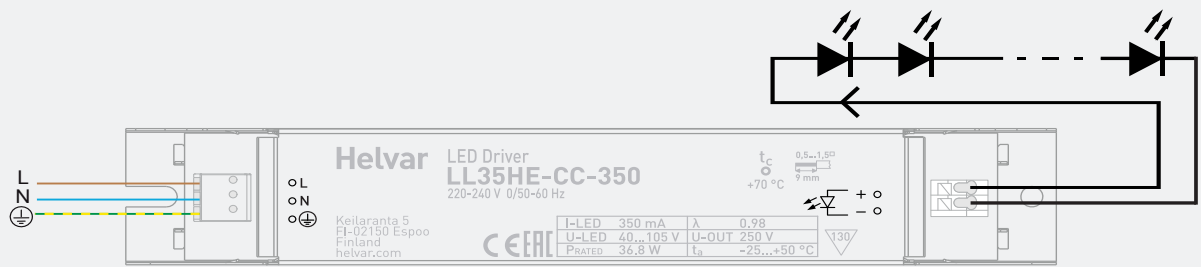 L
N
Helvar
LED Driver
LL35HE-CC-350
220-240 V 0/50-60 Hz
L
N
Keilaranta 5
FI-02150 Espoo
Finland
helvar.com
CE EAC
I-LED 350 mA λ 0.98
U-LED 40...105 V U-OUT 250 V
PRATED 36,8 W ta -25...+50 °C
tc
+70 °C
0,5...1,5□
9 mm
+
-
130